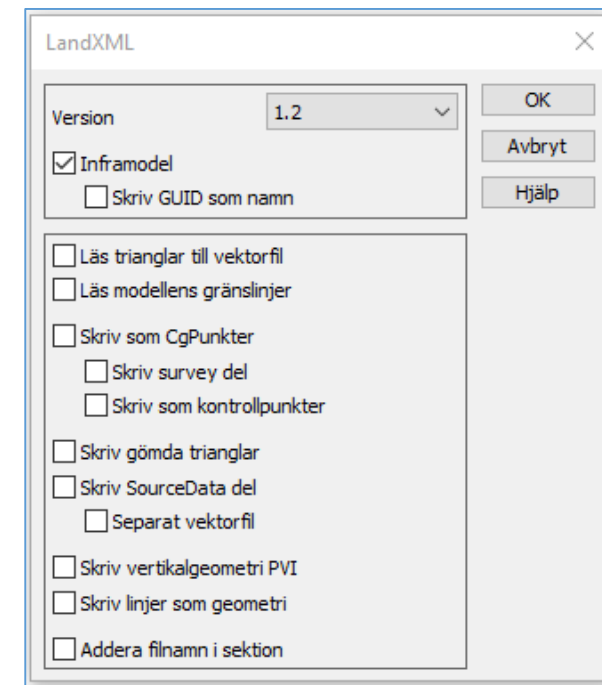 LandXML
Version
1.2
OK
Avbryt
Inframodel
Hjälp
Skriv GUID som namn
Läs trianglar till vektorfil
Läs modellens gränslinjer
Skriv som CgPunkter
Skriv survey del
Skriv som kontrollpunkter
Skriv gömda trianglar
Skriv SourceData del
Separat vektorfil
Skriv vertikalgeometri PVI
Skriv linjer som geometri
Addera filnamn i sektion